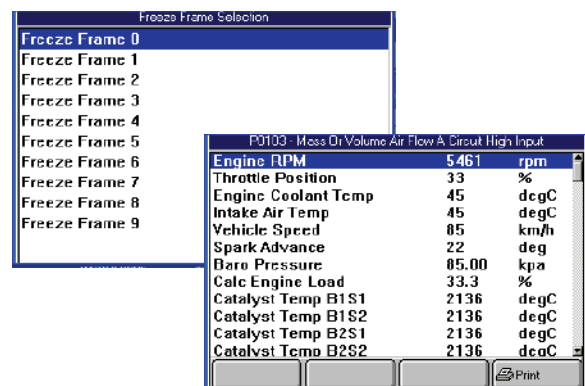 Freeze Frame Selection
Freeze Frame 0
Freeze Frame 1
Freeze Frame 2
Freeze Frame 3
Freeze Frame 4
Freeze Frame 5
Freeze Frame 6
Freeze Frame 7
Freeze Frame 8
Freeze Frame 9
P0103 - Mass Or Volume Air Flow A Circuit High Input
Engine RPM 5461 rpm
Throttle Position 33 %
Engine Coolant Temp 45 degC
Intake Air Temp 45 degC
Vehicle Speed 85 km/h
Spark Advance 22 deg
Baro Pressure 85.00 kpa
Calc Engine Load 33.3 %
Catalyst Temp B1S1 2136 degC
Catalyst Temp B1S2 2136 degC
Catalyst Temp B2S1 2136 degC
Catalyst Temp B2S2 2136 degC
Print